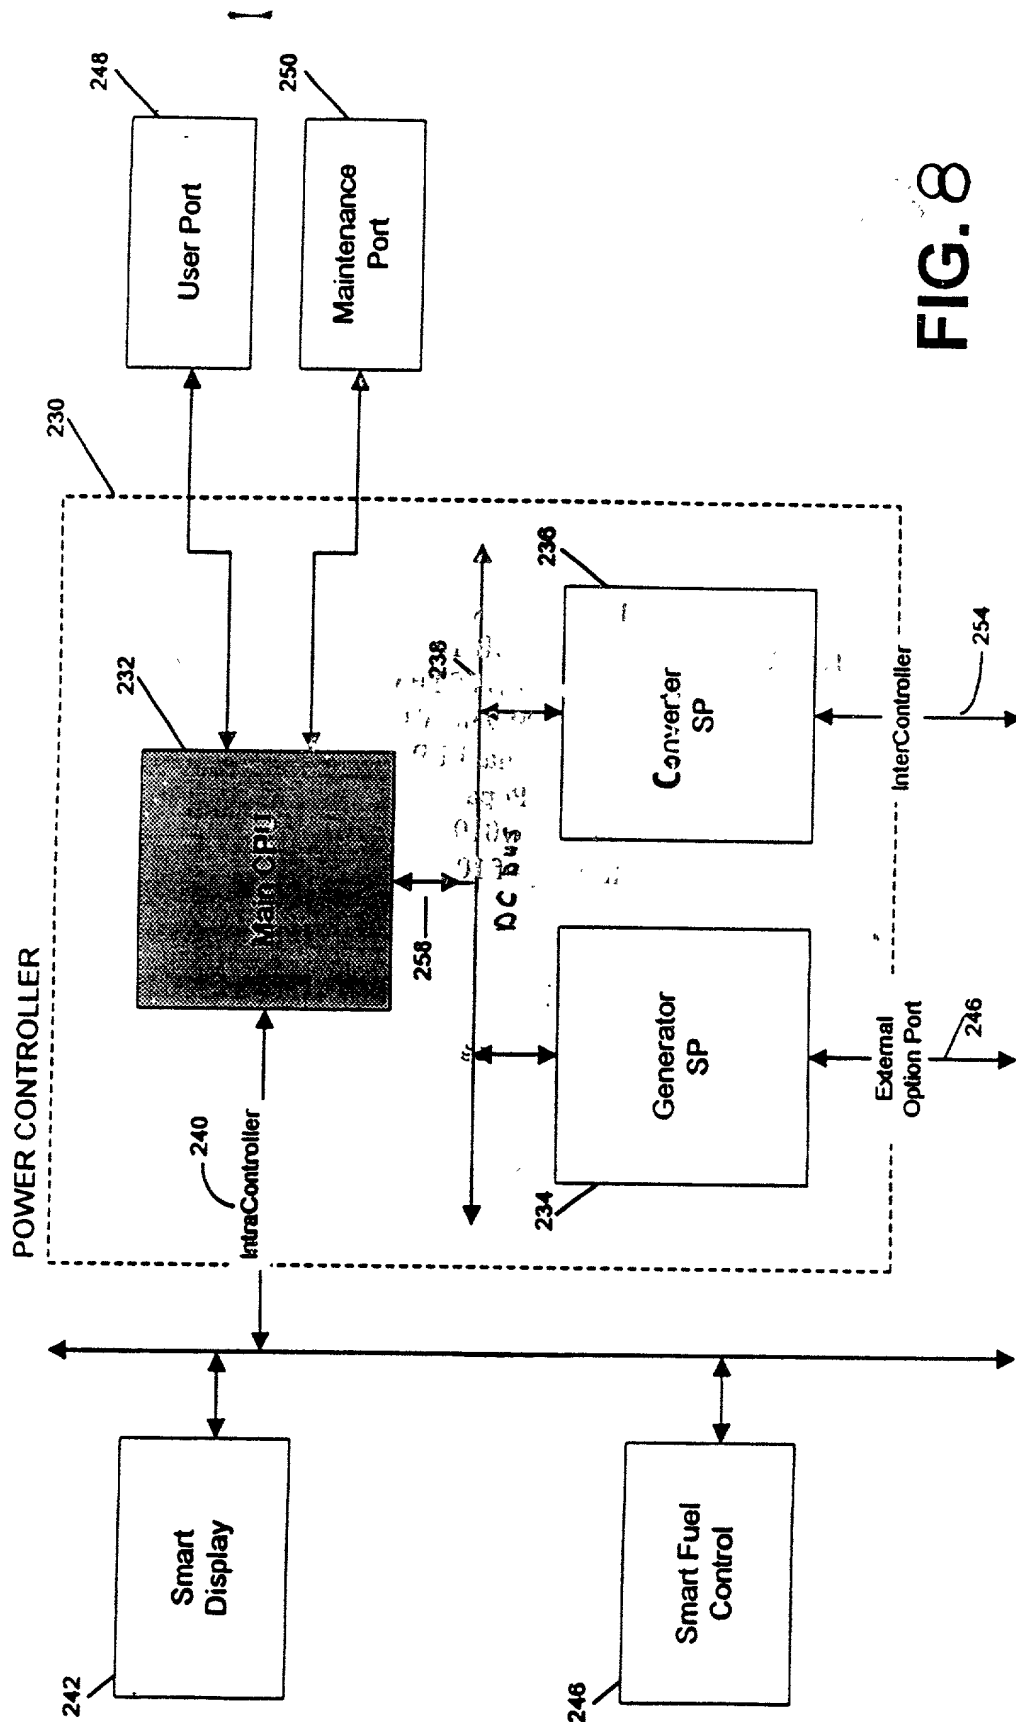 POWER CONTROLLER
230
242
Smart
Display
240
IntraController
232
Main CPU
248
User Port
250
Maintenance
Port
258
238
DC bus
246
Smart Fuel
Control
234
Generator
SP
236
Converter
SP
External
Option Port
246
InterController
254
FIG. 8